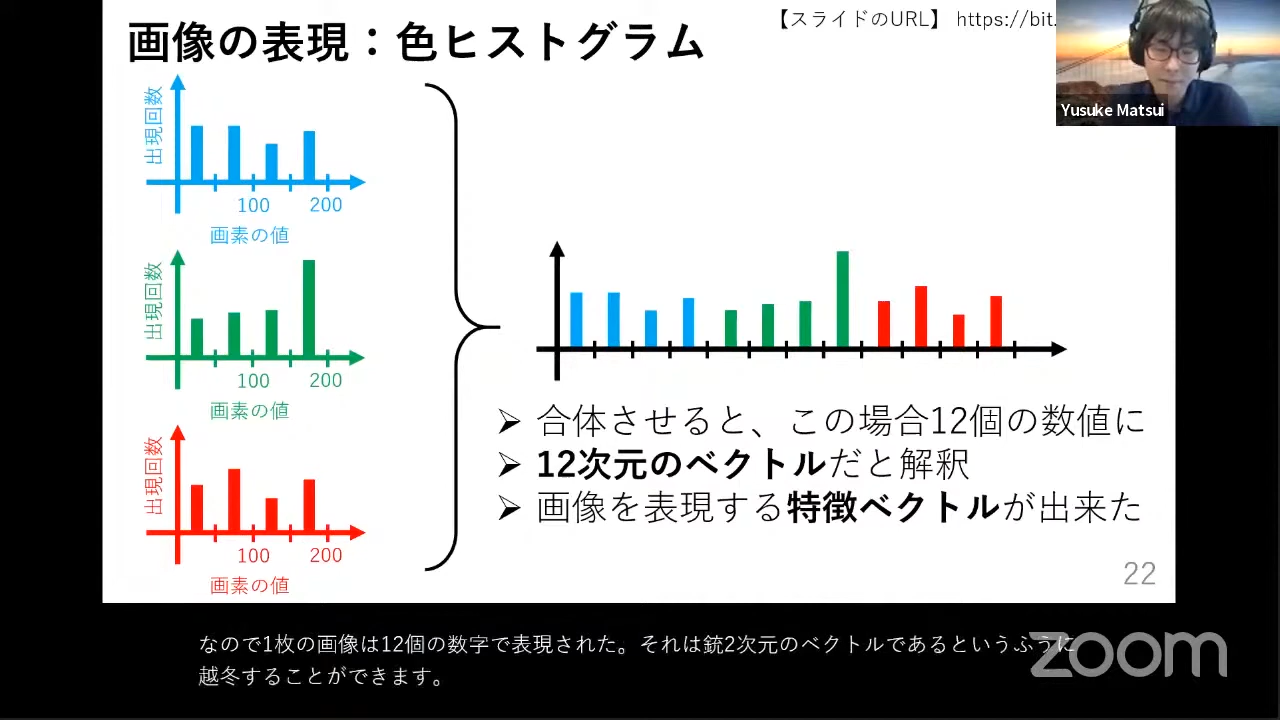 画像の表現：色ヒストグラム
【スライドのURL】 https://bit.
Yusuke Matsui
出現回数
100 200
画素の値
出現回数
100 200
画素の値
出現回数
100 200
画素の値
➢ 合体させると、この場合12個の数値に
➢ 12次元のベクトルだと解釈
➢ 画像を表現する特徴ベクトルが出来た
22
なので1枚の画像は12個の数字で表現された。それは銃2次元のベクトルであるというふうに
越冬することができます。
zoom